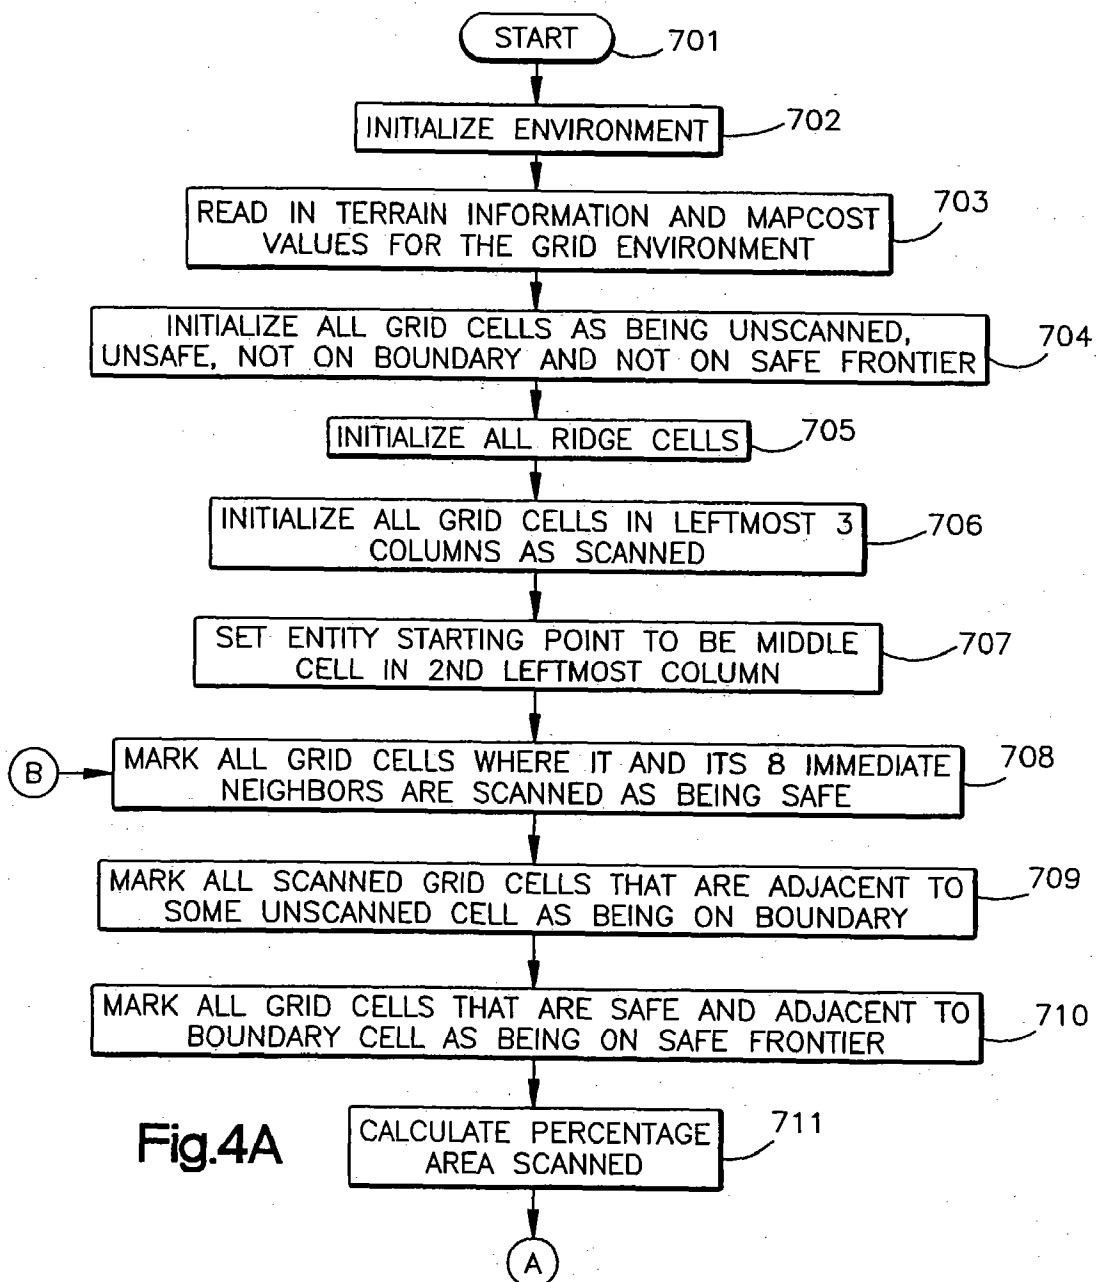 START 701
INITIALIZE ENVIRONMENT 702
READ IN TERRAIN INFORMATION AND MAPCOST
VALUES FOR THE GRID ENVIRONMENT
703
INITIALIZE ALL GRID CELLS AS BEING UNSCANNED,
UNSAFE, NOT ON BOUNDARY AND NOT ON SAFE FRONTIER
704
INITIALIZE ALL RIDGE CELLS 705
INITIALIZE ALL GRID CELLS IN LEFTMOST 3
COLUMNS AS SCANNED
706
SET ENTITY STARTING POINT TO BE MIDDLE
CELL IN 2ND LEFTMOST COLUMN
707
B
MARK ALL GRID CELLS WHERE IT AND ITS 8 IMMEDIATE
NEIGHBORS ARE SCANNED AS BEING SAFE
708
MARK ALL SCANNED GRID CELLS THAT ARE ADJACENT TO
SOME UNSCANNED CELL AS BEING ON BOUNDARY
709
MARK ALL GRID CELLS THAT ARE SAFE AND ADJACENT TO
BOUNDARY CELL AS BEING ON SAFE FRONTIER
710
CALCULATE PERCENTAGE
AREA SCANNED
711
Fig.4A
A